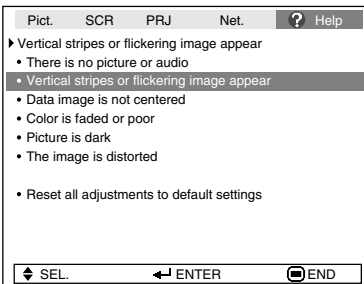 Pict. SCR PRJ Net. ? Help
Vertical stripes or flickering image appear
• There is no picture or audio
• Vertical stripes or flickering image appear
• Data image is not centered
• Color is faded or poor
• Picture is dark
• The image is distorted
• Reset all adjustments to default settings
SEL. ENTER END